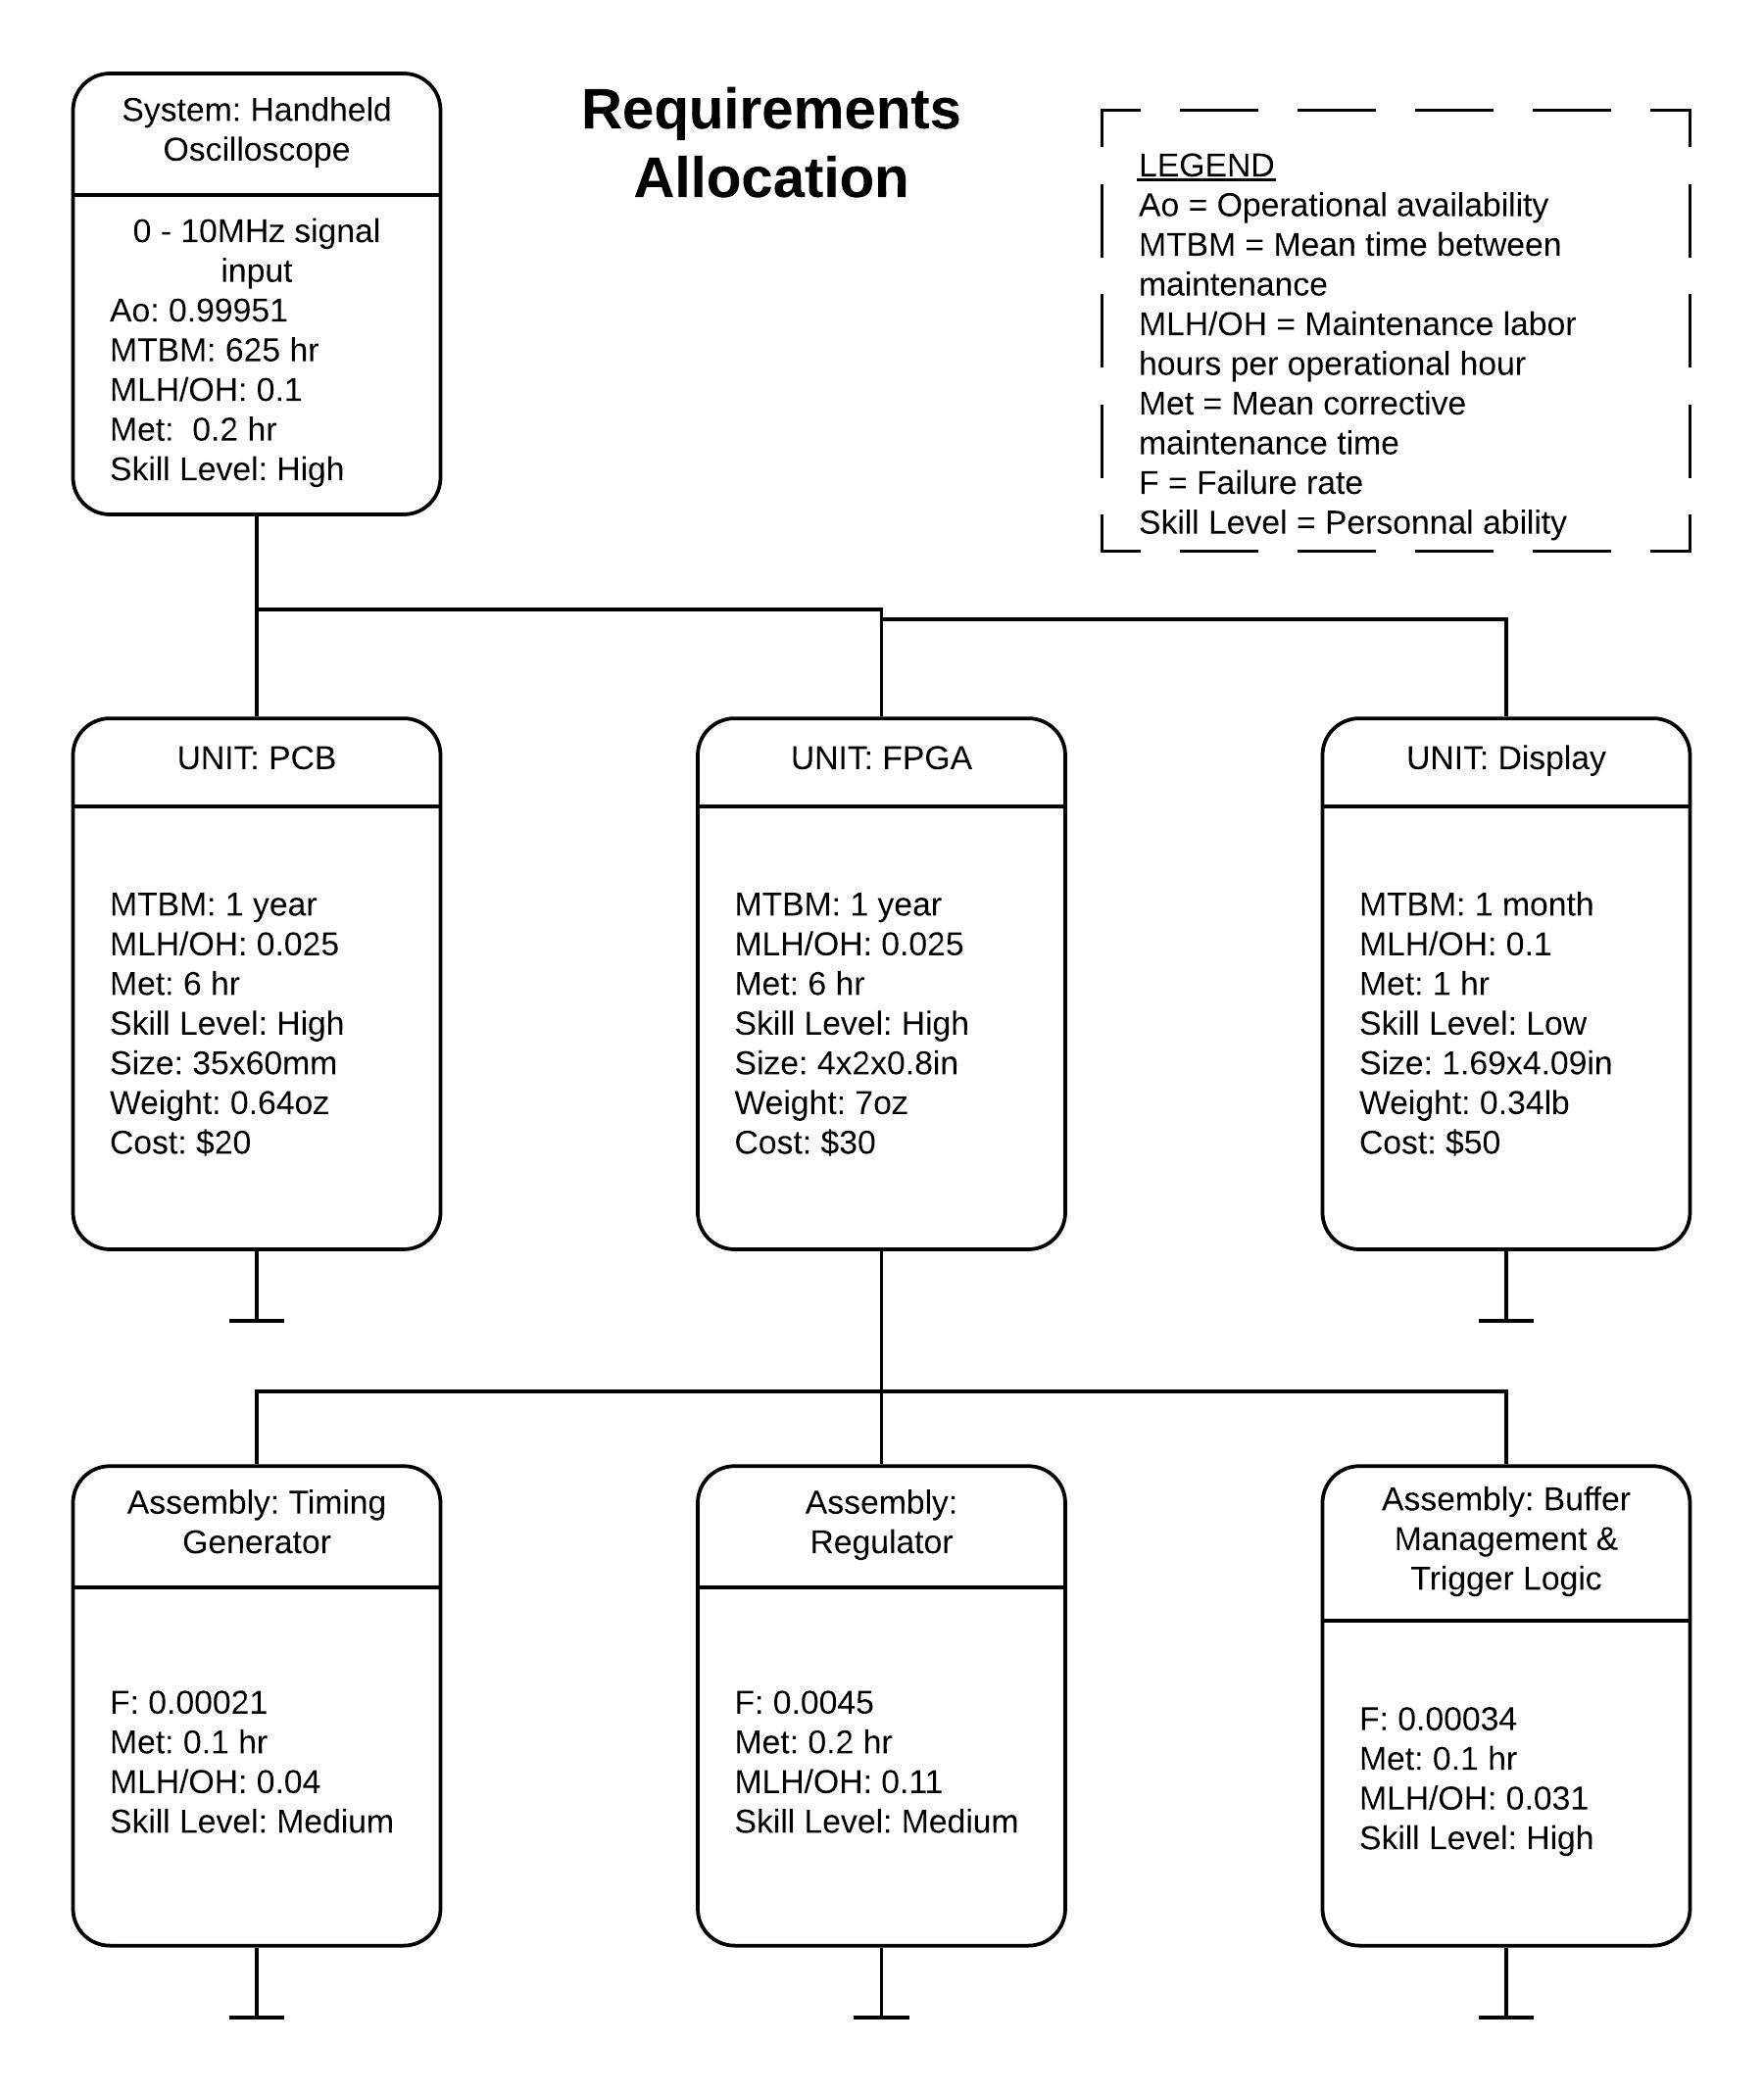 System: Handheld
Oscilloscope
0 - 10MHz signal
input
Ao: 0.99951
MTBM: 625 hr
MLH/OH: 0.1
Met:  0.2 hr
Skill Level: High
Requirements
Allocation
LEGEND
Ao = Operational availability
MTBM = Mean time between
maintenance
MLH/OH = Maintenance labor
hours per operational hour
Met = Mean corrective
maintenance time
F = Failure rate
Skill Level = Personnal ability
UNIT: PCB
MTBM: 1 year
MLH/OH: 0.025
Met: 6 hr
Skill Level: High
Size: 35x60mm
Weight: 0.64oz
Cost: $20
UNIT: FPGA
MTBM: 1 year
MLH/OH: 0.025
Met: 6 hr
Skill Level: High
Size: 4x2x0.8in
Weight: 7oz
Cost: $30
UNIT: Display
MTBM: 1 month
MLH/OH: 0.1
Met: 1 hr
Skill Level: Low
Size: 1.69x4.09in
Weight: 0.34lb
Cost: $50
Assembly: Timing
Generator
F: 0.00021
Met: 0.1 hr
MLH/OH: 0.04
Skill Level: Medium
Assembly:
Regulator
F: 0.0045
Met: 0.2 hr
MLH/OH: 0.11
Skill Level: Medium
Assembly: Buffer
Management &
Trigger Logic
F: 0.00034
Met: 0.1 hr
MLH/OH: 0.031
Skill Level: High